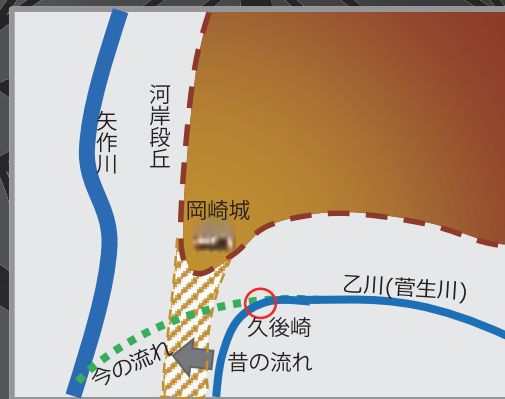 矢作川
河岸段丘
岡崎城
乙川(菅生川)
久後崎
今の流れ
昔の流れ